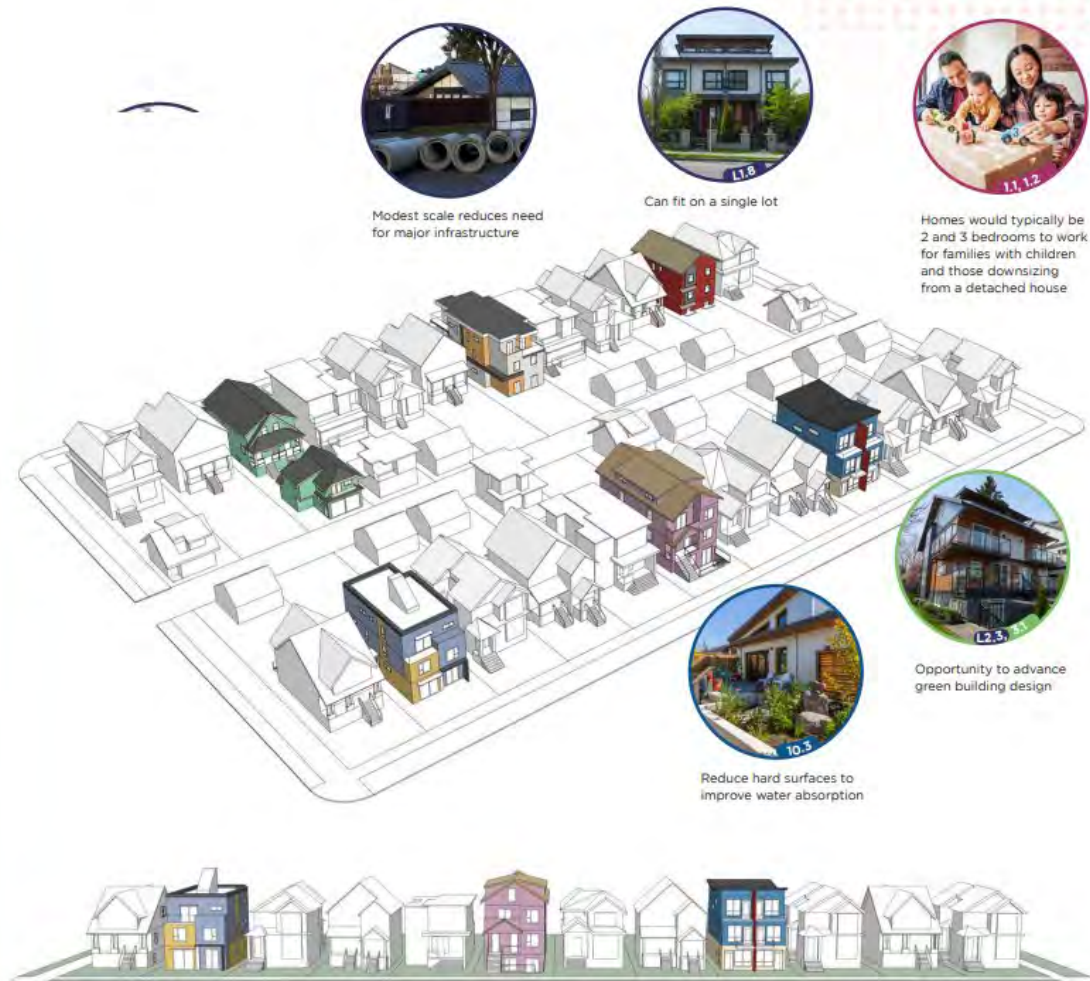 L1.8
1.1, 1.2
Modest scale reduces need
for major infrastructure
Can fit on a single lot
Homes would typically be
2 and 3 bedrooms to work
for families with children
and those downsizing
from a detached house
L2.3, 3.1
Opportunity to advance
green building design
10.3
Reduce hard surfaces to
improve water absorption